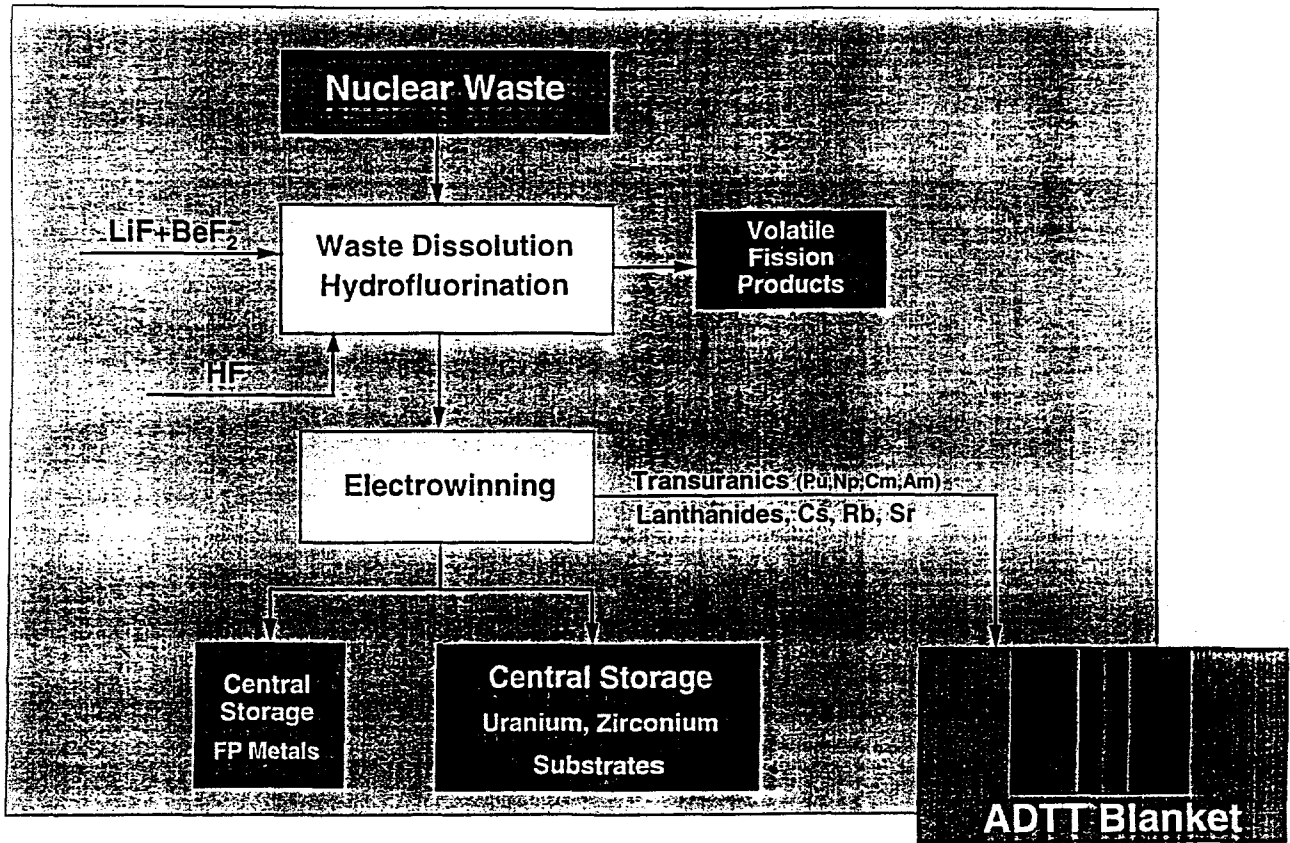 Nuclear Waste
LiF+BeF2
Waste Dissolution
Hydrofluorination
Volatile
Fission
Products
HF
Electrowinning
Transuranics (Pu,Np,Cm,Am)
Lanthanides, Cs, Rb, Sr
Central
Storage
FP Metals
Central Storage
Uranium, Zirconium
Substrates
ADTT Blanket